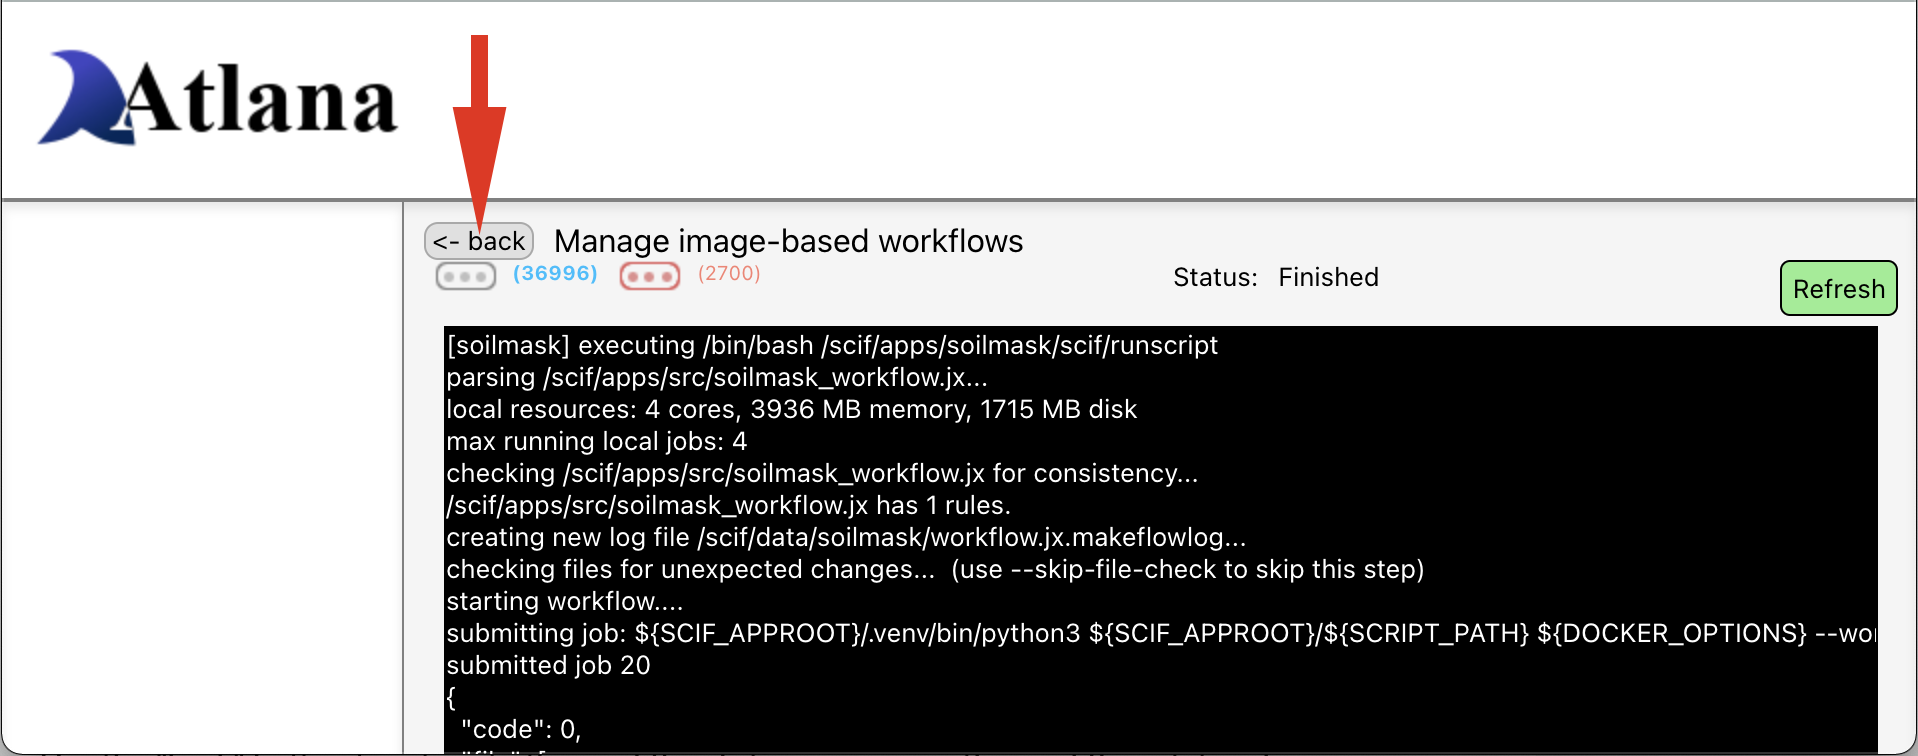 Atlana
<- back Manage image-based workflows
(36996) (2700)
Status: Finished
Refresh
[soilmask] executing /bin/bash /scif/apps/soilmask/scif/runscript
parsing /scif/apps/src/soilmask_workflow.jx...
local resources: 4 cores, 3936 MB memory, 1715 MB disk
max running local jobs: 4
checking /scif/apps/src/soilmask_workflow.jx for consistency...
/scif/apps/src/soilmask_workflow.jx has 1 rules.
creating new log file /scif/data/soilmask/workflow.jx.makeflowlog...
checking files for unexpected changes... (use --skip-file-check to skip this step)
starting workflow....
submitting job: ${SCIF_APPROOT}/.venv/bin/python3 ${SCIF_APPROOT}/${SCRIPT_PATH} ${DOCKER_OPTIONS}
submitted job 20
{
"code": 0,